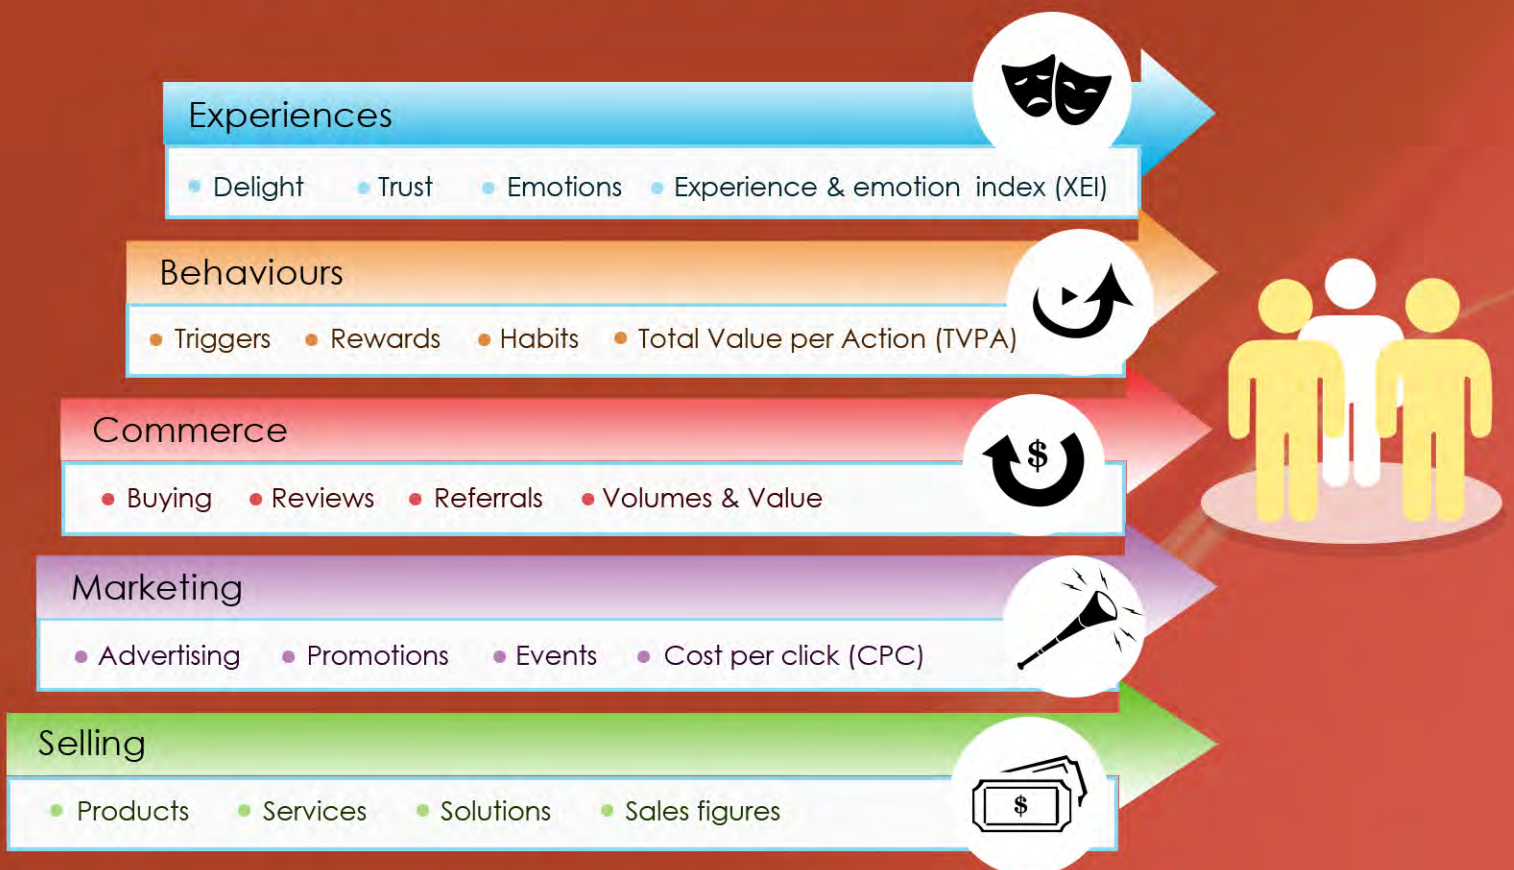 Experiences
• Delight • Trust • Emotions • Experience & emotion index (XEI)
Behaviours
• Triggers • Rewards • Habits • Total Value per Action (TVPA)
Commerce
$
• Buying • Reviews • Referrals • Volumes & Value
Marketing
• Advertising • Promotions • Events • Cost per click (CPC)
Selling
• Products • Services • Solutions • Sales figures
$